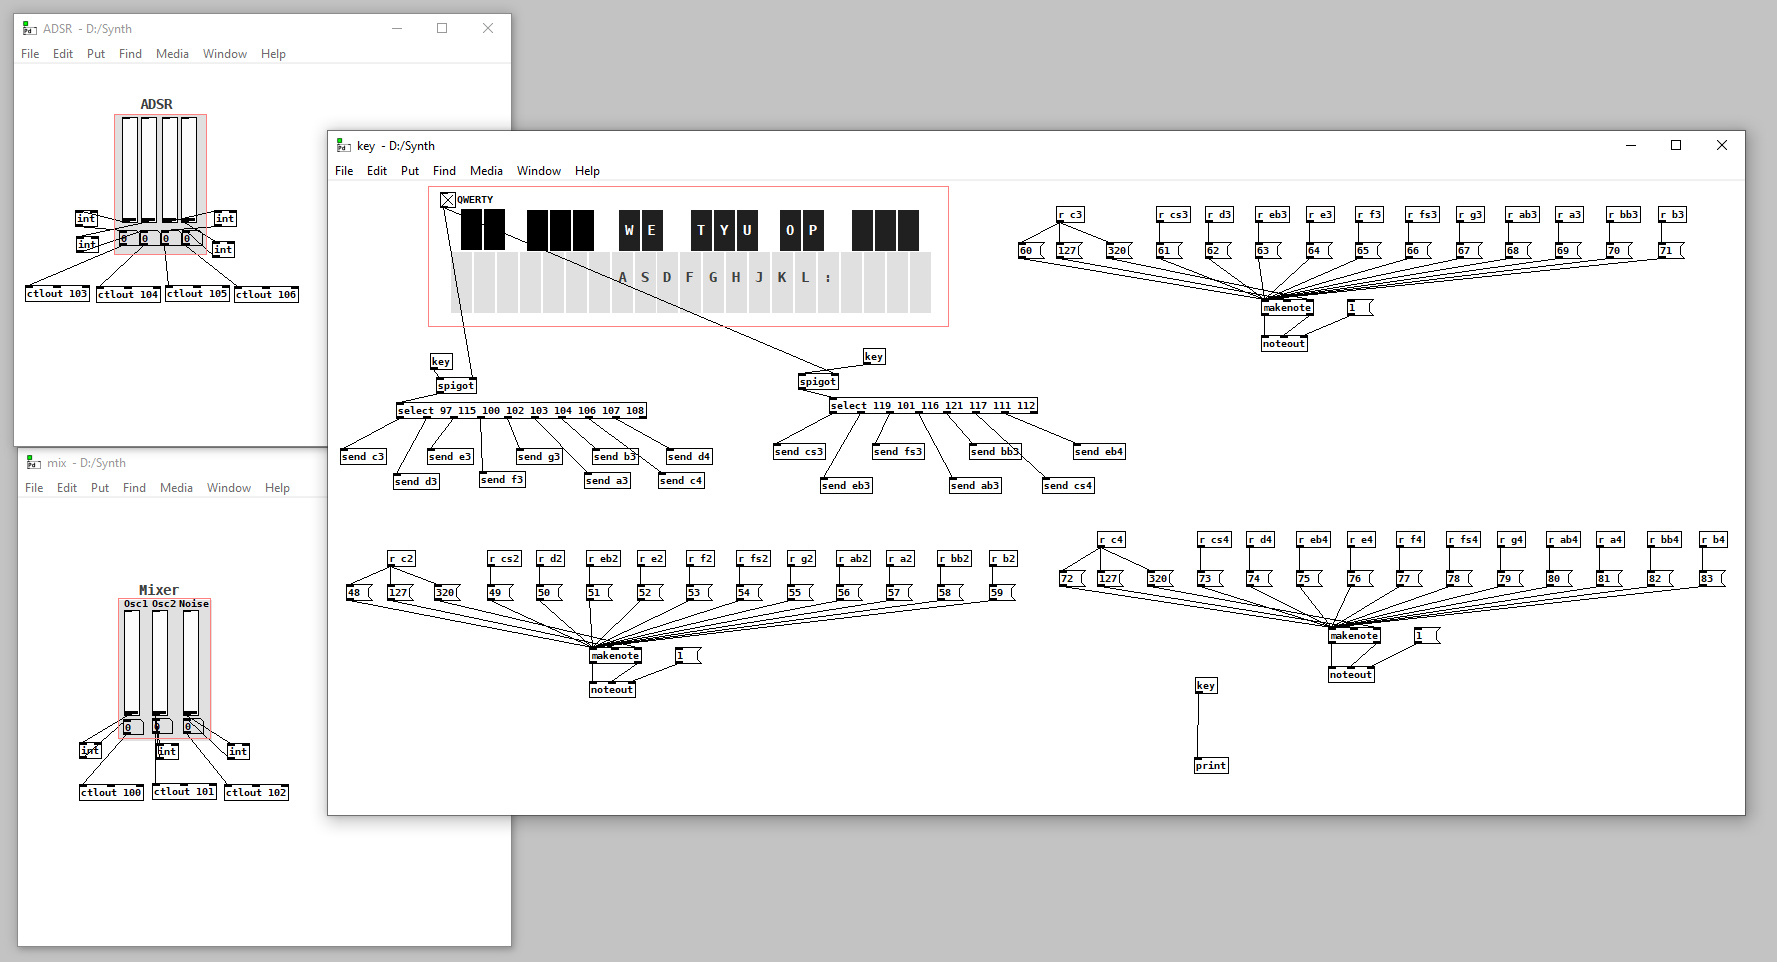 ADSR - D:/Synth
File Edit Put Find Media Window Help
ADSR
int int
0 0 0 0
int int
ctlout 103 ctlout 104 ctlout 105 ctlout 106
mix - D:/Synth
File Edit Put Find Media Window Help
Mixer
Osc1 Osc2 Noise
0 0 0
int int int
ctlout 100 ctlout 101 ctlout 102
key - D:/Synth
File Edit Put Find Media Window Help
QWERTY
W E T Y U O P
A S D F G H J K L :
r c3 r cs3 r d3 r eb3 r e3 r f3 r fs3 r g3 r ab3 r a3 r bb3 r b3
60 127 320 61 62 63 64 65 66 67 68 69 70 71
makenote 1
noteout
key key
spigot spigot
select 97 115 100 102 103 104 106 107 108
select 119 101 116 121 117 111 112
send c3 send e3 send g3 send b3 send d4
send d3 send f3 send a3 send c4
send cs3 send fs3 send bb3 send eb4
send eb3 send ab3 send cs4
r c2 r cs2 r d2 r eb2 r e2 r f2 r fs2 r g2 r ab2 r a2 r bb2 r b2
48 127 320 49 50 51 52 53 54 55 56 57 58 59
makenote 1
noteout
r c4 r cs4 r d4 r eb4 r e4 r f4 r fs4 r g4 r ab4 r a4 r bb4 r b4
72 127 320 73 74 75 76 77 78 79 80 81 82 83
makenote 1
noteout
key
print